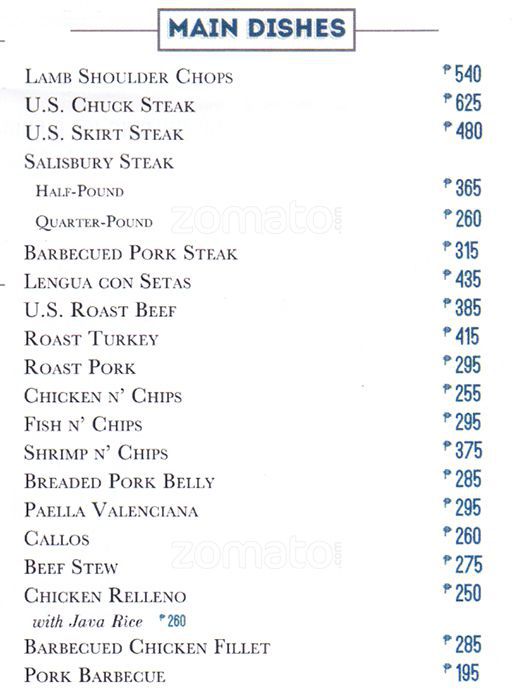 MAIN DISHES
LAMB SHOULDER CHOPS ₱540
U.S. CHUCK STEAK ₱625
U.S. SKIRT STEAK ₱480
SALISBURY STEAK
HALF-POUND ₱365
QUARTER-POUND ₱260
zomato.com
BARBECUED PORK STEAK ₱315
LENGUA CON SETAS ₱435
U.S. ROAST BEEF ₱385
ROAST TURKEY ₱415
ROAST PORK ₱295
CHICKEN N' CHIPS ₱255
FISH N' CHIPS ₱295
SHRIMP N' CHIPS ₱375
BREADED PORK BELLY ₱285
PAELLA VALENCIANA ₱295
CALLOS ₱260
zomato.com
BEEF STEW ₱275
CHICKEN RELLENO ₱250
with Java Rice ₱260
BARBECUED CHICKEN FILLET ₱285
PORK BARBECUE ₱195